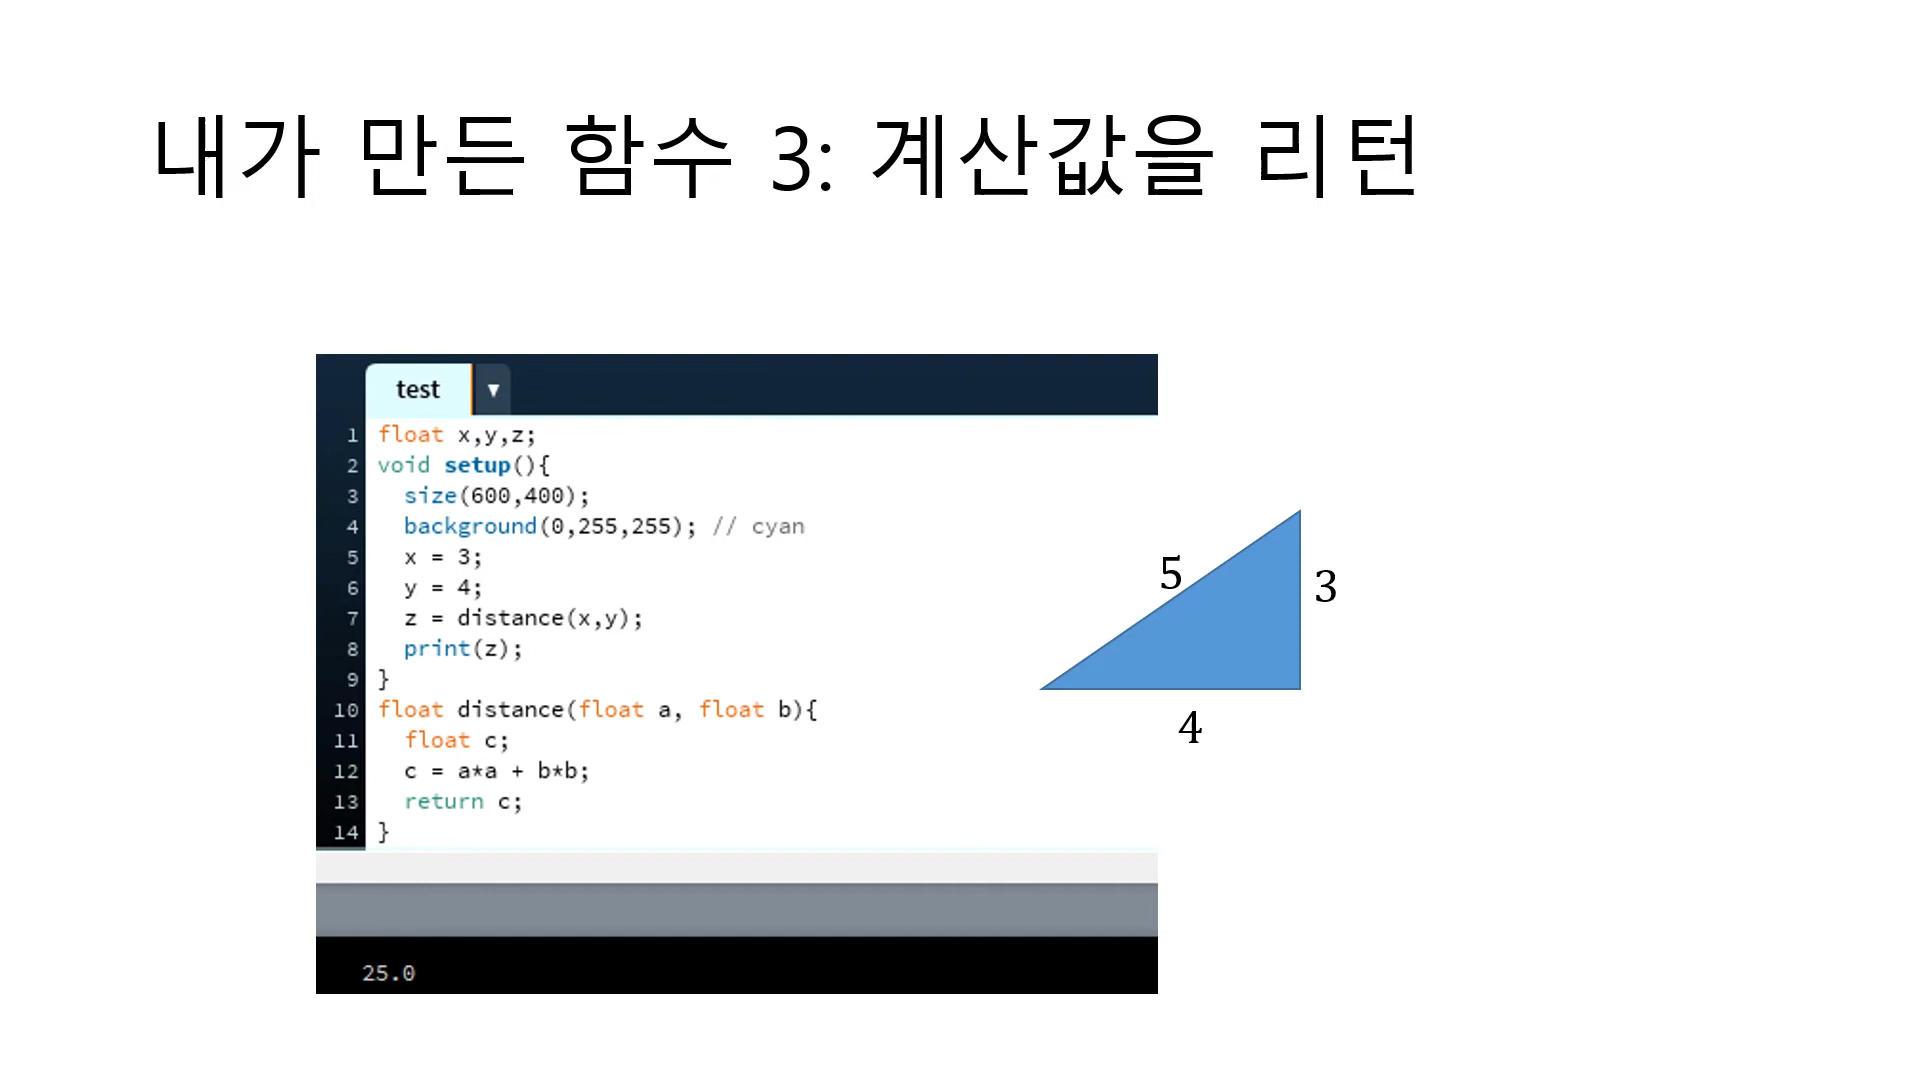 내가 만든 함수 3: 계산값을 리턴
test ▼
1 float x,y,z;
2 void setup(){
3   size(600,400);
4   background(0,255,255); // cyan
5   x = 3;
6   y = 4;
7   z = distance(x,y);
8   print(z);
9 }
10 float distance(float a, float b){
11   float c;
12   c = a*a + b*b;
13   return c;
14 }
25.0
5
3
4